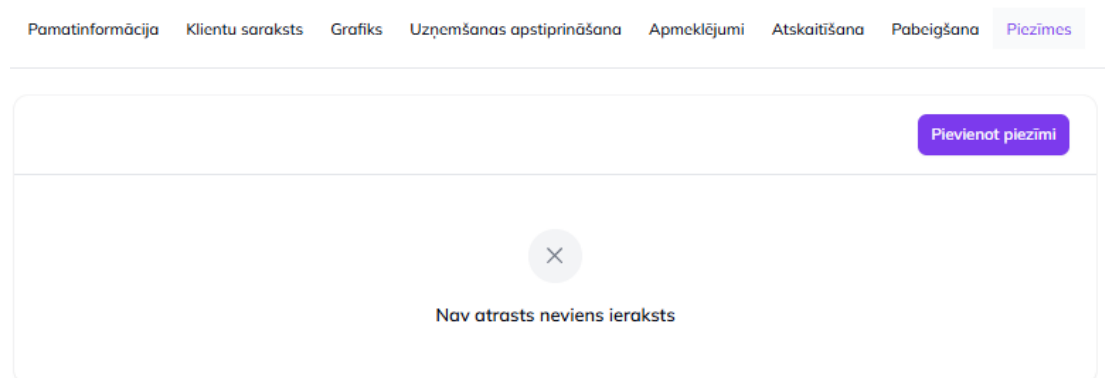 Pamatinformācija Klientu saraksts Grafiks Uzņemšanas apstiprināšana Apmeklējumi Atskaitīšana Pabeigšana Piezīmes
Pievienot piezīmi
Nav atrasts neviens ieraksts